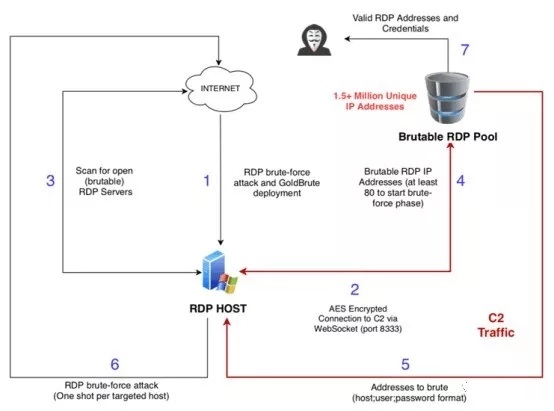 Valid RDP Addresses and
Credentials
7
INTERNET
1.5+ Million Unique
IP Addresses
Brutable RDP Pool
3
Scan for open
(brutable)
RDP Servers
1
RDP brute-force
attack and GoldBrute
deployment
Brutable RDP IP
Addresses (at least
80 to start brute-
force phase)
4
RDP HOST
2
AES Encrypted
Connection to C2 via
WebSocket (port 8333)
C2
Traffic
6
RDP brute-force attack
(One shot per targeted host)
5
Addresses to brute
(host;user;password format)